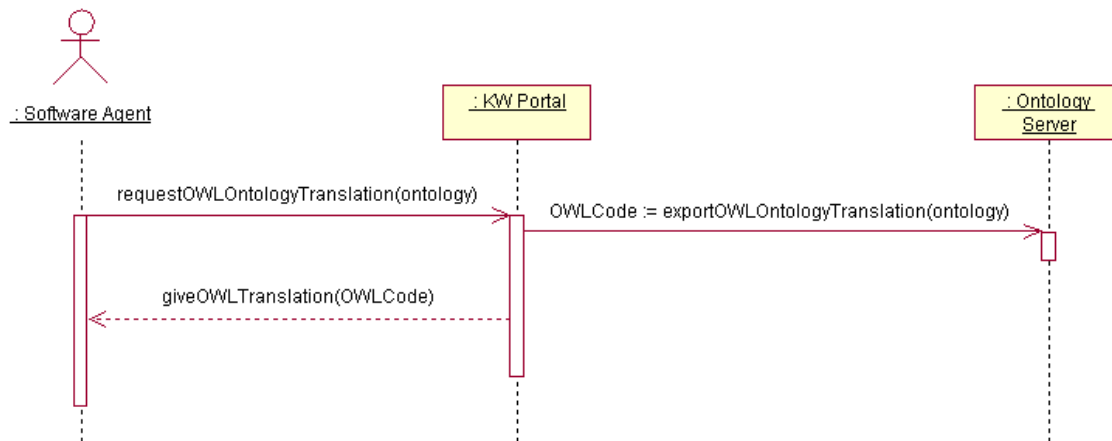 : Software Agent
: KW Portal
: Ontology
Server
requestOWLOntologyTranslation(ontology)
OWLCode := exportOWLOntologyTranslation(ontology)
giveOWLTranslation(OWLCode)